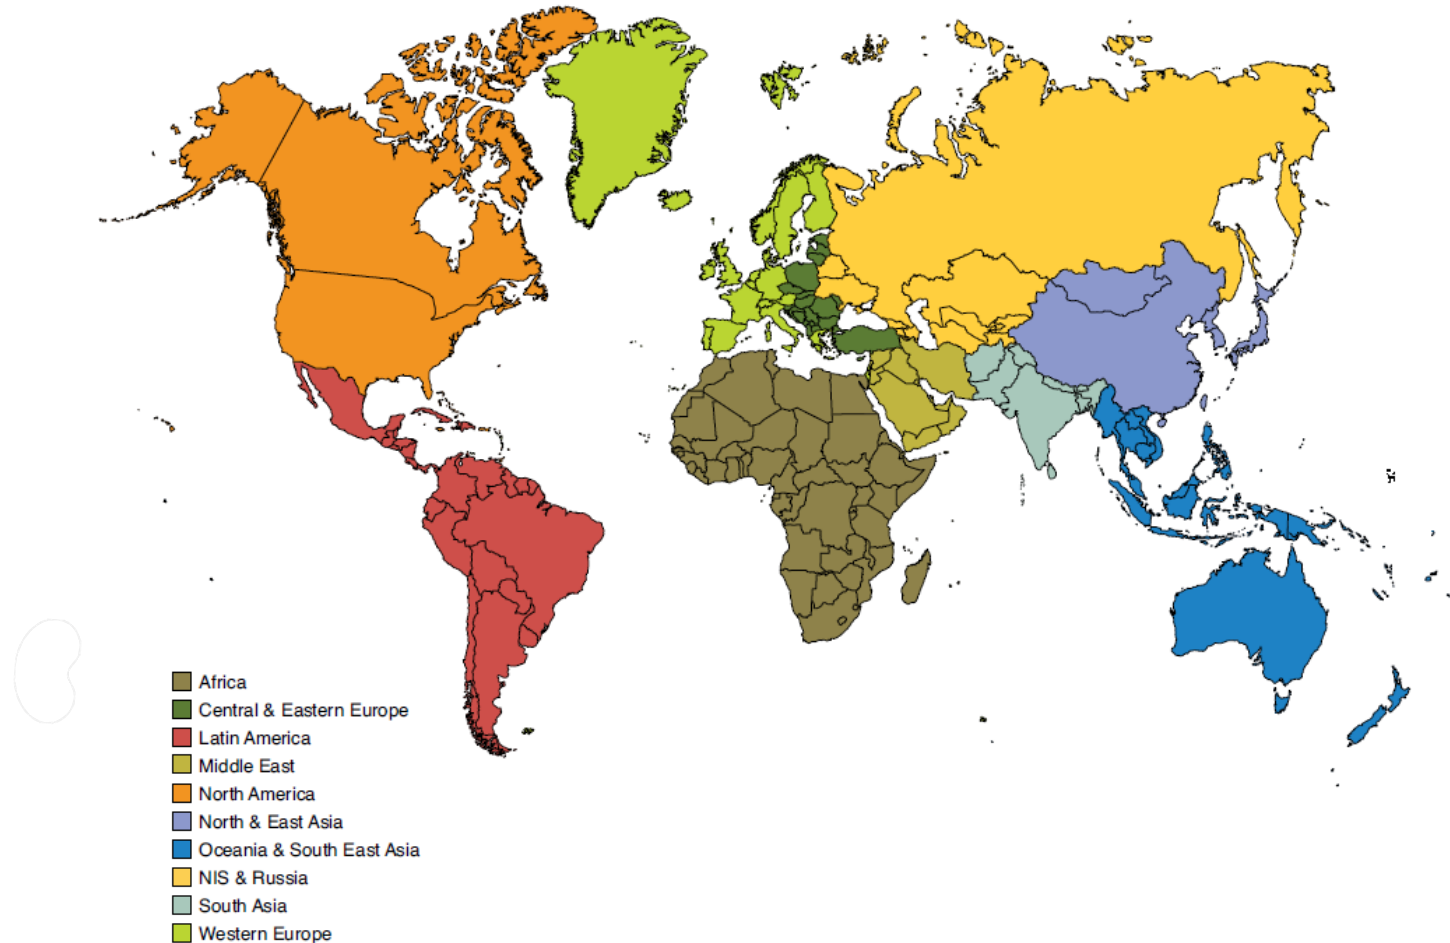 Africa
Central & Eastern Europe
Latin America
Middle East
North America
North & East Asia
Oceania & South East Asia
NIS & Russia
South Asia
Western Europe